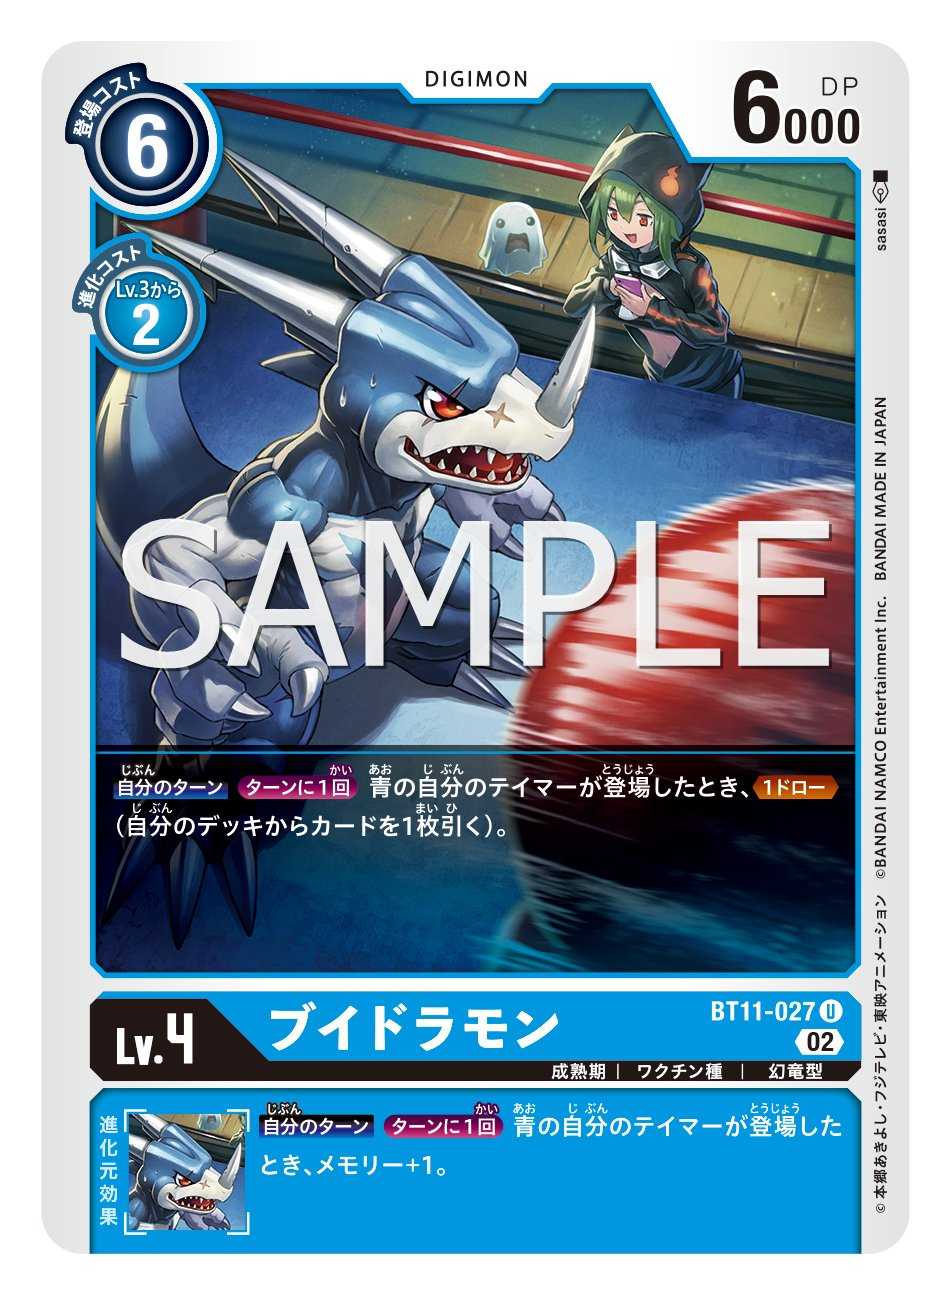 DIGIMON
登場コスト
6
DP
6000
進化コスト
Lv.3から
2
sasasi
SAMPLE
自分のターン ターンに1回 青の自分のテイマーが登場したとき、1ドロー
(自分のデッキからカードを1枚引く)。
Lv.4
ブイドラモン
BT11-027 U
02
成熟期 | ワクチン種 | 幻竜型
進化元効果
自分のターン ターンに1回 青の自分のテイマーが登場した
とき、メモリー+1。
©本郷あきよし・フジテレビ・東映アニメーション ©BANDAI NAMCO Entertainment Inc. BANDAI MADE IN JAPAN